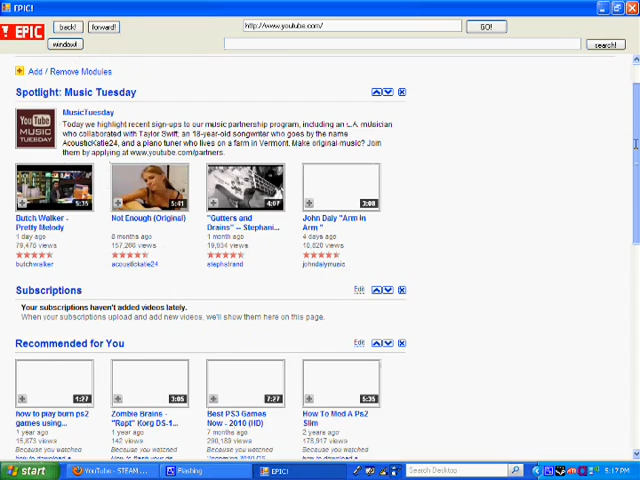 EPIC!
! EPIC
back!
forward!
http://www.youtube.com/
GO!
window!
search!
Add / Remove Modules
Spotlight: Music Tuesday
YouTube
MUSIC
TUESDAY
MusicTuesday
Today we highlight recent sign-ups to our music partnership program, including an L.A. musician
who collaborated with Taylor Swift; an 18-year-old songwriter who goes by the name
AcousticKatie24, and a piano tuner who lives on a farm in Vermont. Make original music? Join
them by applying at www.youtube.com/partners.
5:35
5:41
4:07
3:08
Butch Walker -
Pretty Melody
1 day ago
79,478 views
butchwalker
Not Enough (Original)
8 months ago
157,266 views
acoustickatie24
"Gutters and
Drains" -- Stephani...
1 month ago
19,554 views
stephstrand
John Daly "Arm in
Arm "
4 days ago
10,820 views
johndalymusic
Subscriptions
Edit
Your subscriptions haven't added videos lately.
When your subscriptions upload and add new videos, we'll show them here on this page.
Recommended for You
Edit
1:27
3:05
7:27
5:35
how to play burn ps2
games using...
1 year ago
15,873 views
Because you watched
Zombie Brains -
"Rapt" Korg DS-1...
1 year ago
142 views
Because you watched
Best PS3 Games
Now - 2010 (HD)
7 months ago
290,189 views
Because you watched
How To Mod A Ps2
Slim
2 years ago
178,917 views
Because you watched
start
YouTube - STEAM ...
Flashing
EPIC!
Search Desktop
5:17 PM